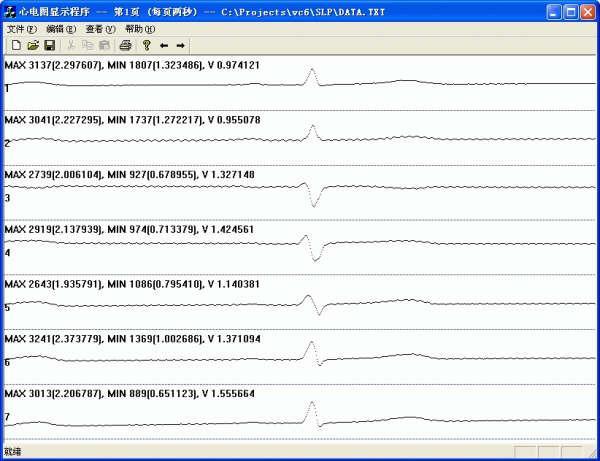 心电图显示程序 -- 第1页 (每页两秒) -- C:\Projects\vc6\SLP\DATA.TXT
文件(F) 编辑(E) 查看(V) 帮助(H)
MAX 3137(2.297607), MIN 1807(1.323486), V 0.974121
1
MAX 3041(2.227295), MIN 1737(1.272217), V 0.955078
2
MAX 2739(2.006104), MIN 927(0.678955), V 1.327148
3
MAX 2919(2.137939), MIN 974(0.713379), V 1.424561
4
MAX 2643(1.935791), MIN 1086(0.795410), V 1.140381
5
MAX 3241(2.373779), MIN 1369(1.002686), V 1.371094
6
MAX 3013(2.206787), MIN 889(0.651123), V 1.555664
7
就绪